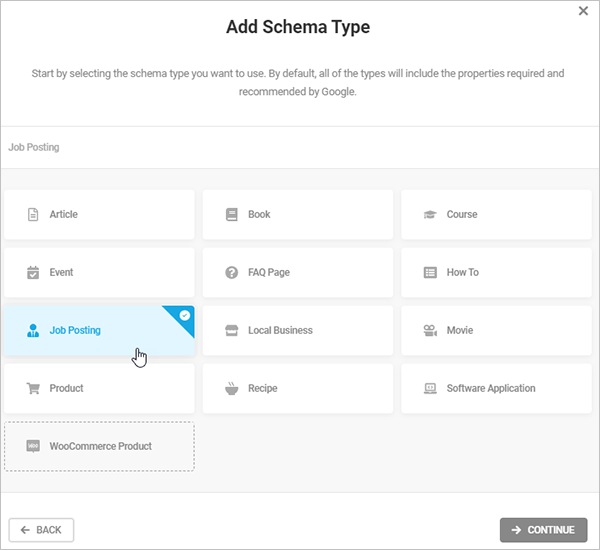 Add Schema Type
Start by selecting the schema type you want to use. By default, all of the types will include the properties required and
recommended by Google.
Job Posting
Article
Book
Course
Event
FAQ Page
How To
Job Posting
Local Business
Movie
Product
Recipe
Software Application
WooCommerce Product
BACK
CONTINUE